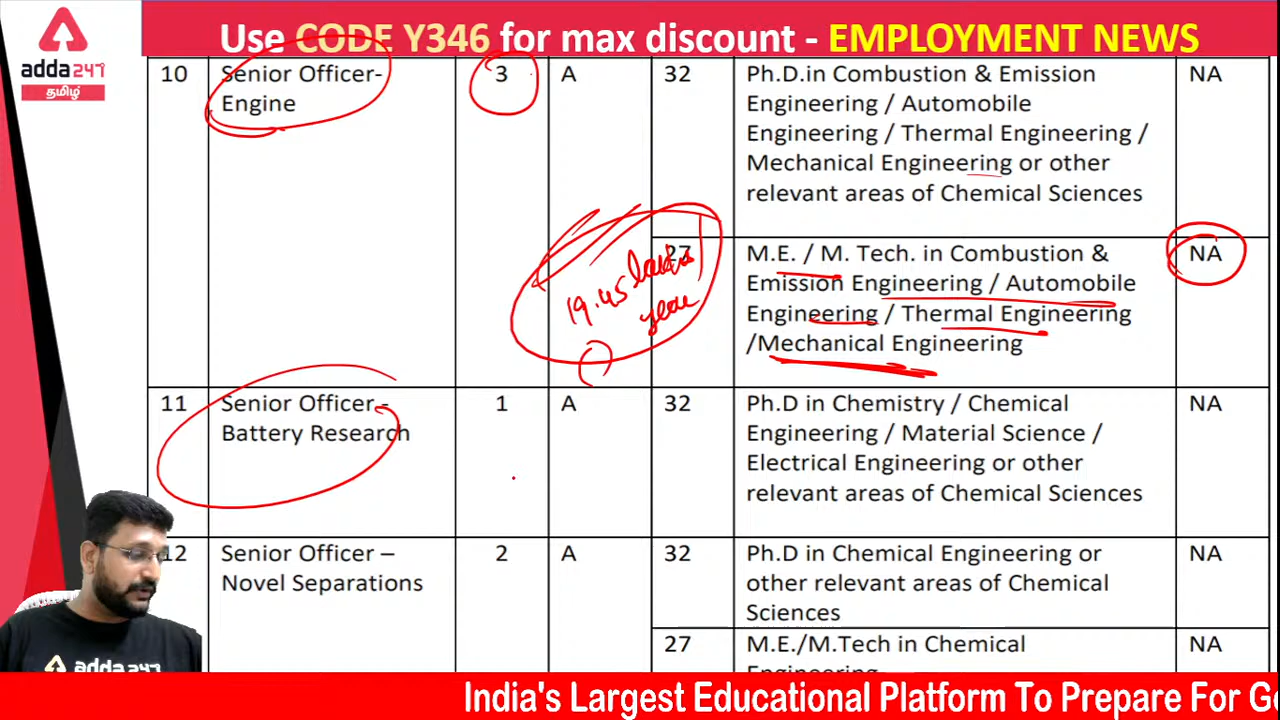 Use CODE Y346 for max discount - EMPLOYMENT NEWS
adda247
தமிழ்
10 Senior Officer- 3 A 32 Ph.D.in Combustion & Emission NA
Engine Engineering / Automobile
Engineering / Thermal Engineering /
Mechanical Engineering or other
relevant areas of Chemical Sciences
27 M.E. / M. Tech. in Combustion & NA
Emission Engineering / Automobile
Engineering / Thermal Engineering
/Mechanical Engineering
19.45 lakhs
year
11 Senior Officer - 1 A 32 Ph.D in Chemistry / Chemical NA
Battery Research Engineering / Material Science /
Electrical Engineering or other
relevant areas of Chemical Sciences
12 Senior Officer – 2 A 32 Ph.D in Chemical Engineering or NA
Novel Separations other relevant areas of Chemical
Sciences
27 M.E./M.Tech in Chemical NA
Engineering
adda247
India's Largest Educational Platform To Prepare For Go